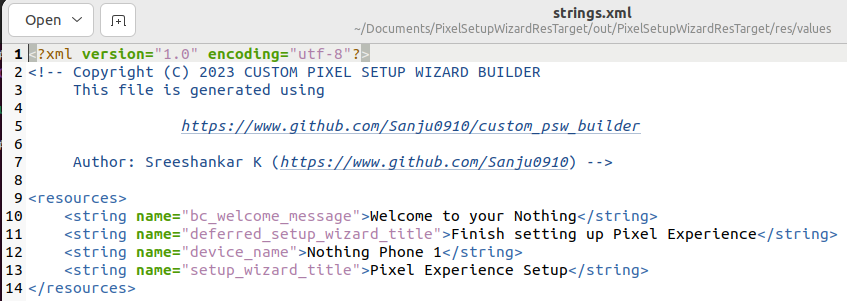 Open
strings.xml
~/Documents/PixelSetupWizardResTarget/out/PixelSetupWizardResTarget/res/values
1 <?xml version="1.0" encoding="utf-8"?>
2 <!-- Copyright (C) 2023 CUSTOM PIXEL SETUP WIZARD BUILDER
3 This file is generated using
4
5 https://www.github.com/Sanju0910/custom_psw_builder
6
7 Author: Sreeshankar K (https://www.github.com/Sanju0910) -->
8
9 <resources>
10 <string name="bc_welcome_message">Welcome to your Nothing</string>
11 <string name="deferred_setup_wizard_title">Finish setting up Pixel Experience</string>
12 <string name="device_name">Nothing Phone 1</string>
13 <string name="setup_wizard_title">Pixel Experience Setup</string>
14 </resources>